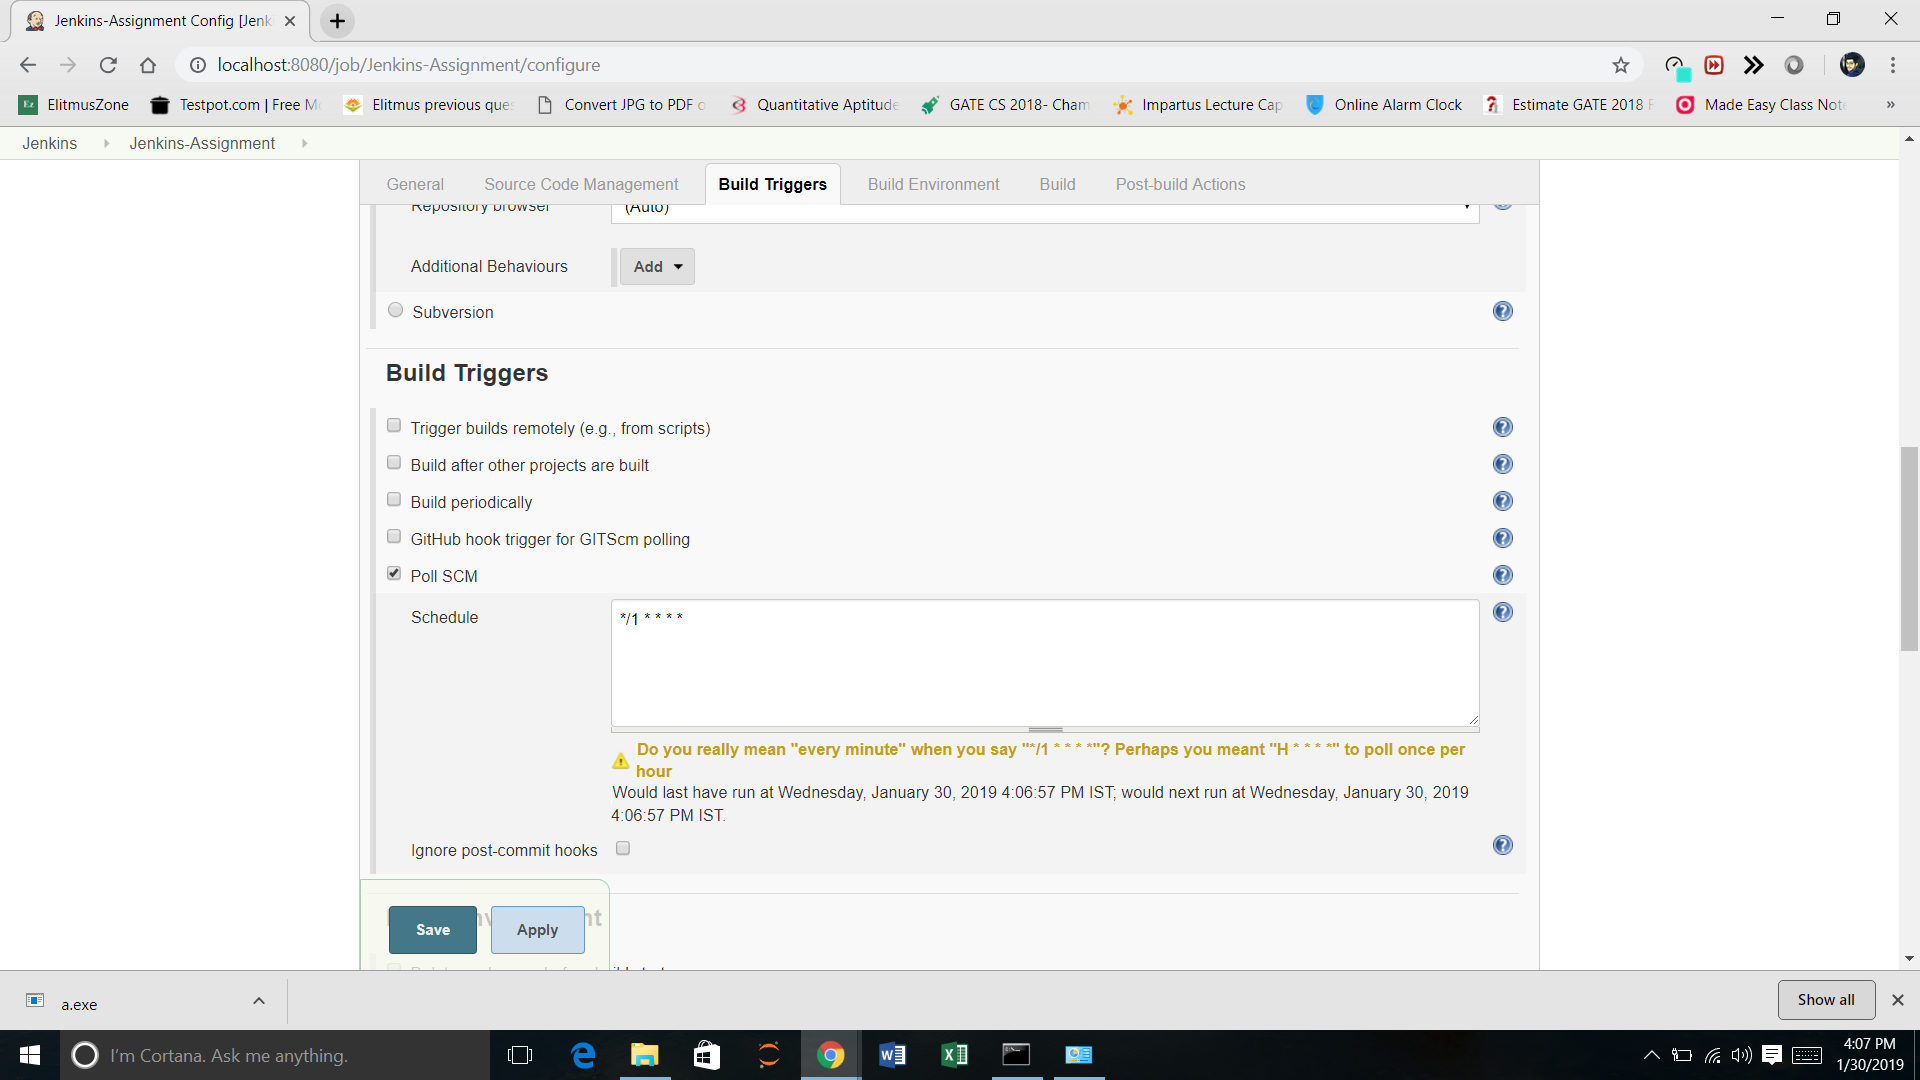 Jenkins-Assignment Config [Jenk
localhost:8080/job/Jenkins-Assignment/configure
ElitmusZone
Testpot.com | Free M
Elitmus previous ques
Convert JPG to PDF o
Quantitative Aptitude
GATE CS 2018- Cham
Impartus Lecture Cap
Online Alarm Clock
Estimate GATE 2018
Made Easy Class Note
»
Jenkins
Jenkins-Assignment
General
Source Code Management
Build Triggers
Build Environment
Build
Post-build Actions
Repository browser
(Auto)
Additional Behaviours
Add
Subversion
Build Triggers
Trigger builds remotely (e.g., from scripts)
Build after other projects are built
Build periodically
GitHub hook trigger for GITScm polling
Poll SCM
Schedule
*/1 * * * *
Do you really mean "every minute" when you say "*/1 * * * *"? Perhaps you meant "H * * * *" to poll once per
hour
Would last have run at Wednesday, January 30, 2019 4:06:57 PM IST; would next run at Wednesday, January 30, 2019
4:06:57 PM IST.
Ignore post-commit hooks
Save
Apply
a.exe
Show all
I'm Cortana. Ask me anything.
4:07 PM
1/30/2019